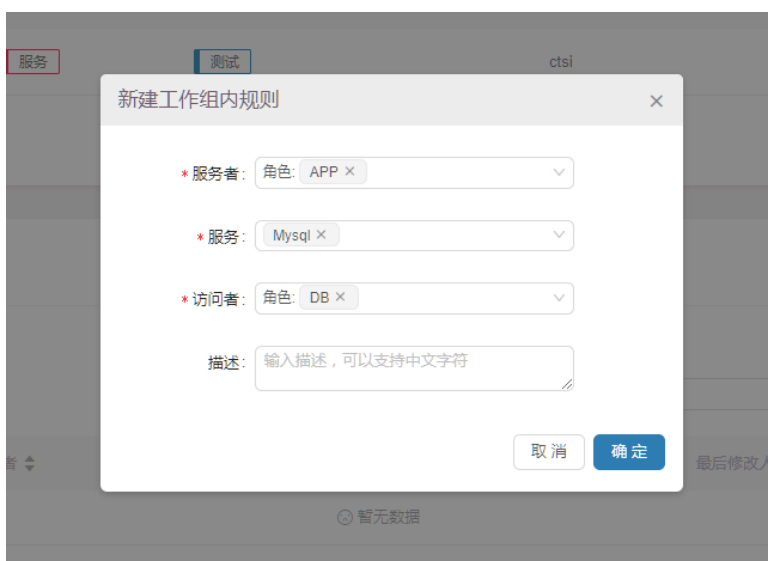 服务 测试 ctsi
新建工作组内规则 ×
* 服务者: 角色: APP ×
* 服务: Mysql ×
* 访问者: 角色: DB ×
描述: 输入描述，可以支持中文字符
取 消 确 定
者 最后修改人
暂无数据